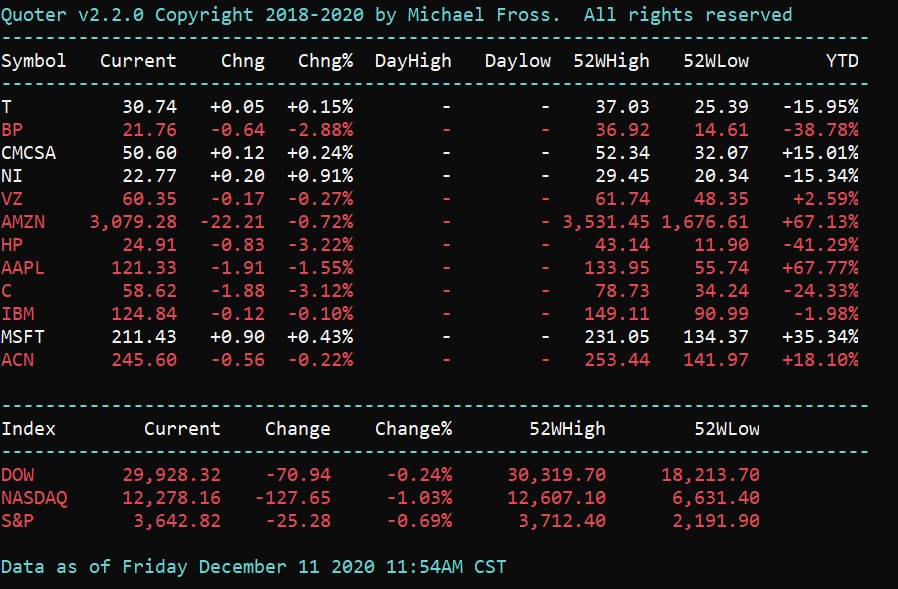 Quoter v2.2.0 Copyright 2018-2020 by Michael Fross.  All rights reserved
-------------------------------------------------------------------------------
Symbol   Current    Chng   Chng%  DayHigh   Daylow  52WHigh   52WLow       YTD
-------------------------------------------------------------------------------
T          30.74   +0.05  +0.15%        -        -    37.03    25.39   -15.95%
BP         21.76   -0.64  -2.88%        -        -    36.92    14.61   -38.78%
CMCSA      50.60   +0.12  +0.24%        -        -    52.34    32.07   +15.01%
NI         22.77   +0.20  +0.91%        -        -    29.45    20.34   -15.34%
VZ         60.35   -0.17  -0.27%        -        -    61.74    48.35    +2.59%
AMZN    3,079.28  -22.21  -0.72%        -        - 3,531.45 1,676.61   +67.13%
HP         24.91   -0.83  -3.22%        -        -    43.14    11.90   -41.29%
AAPL      121.33   -1.91  -1.55%        -        -   133.95    55.74   +67.77%
C          58.62   -1.88  -3.12%        -        -    78.73    34.24   -24.33%
IBM       124.84   -0.12  -0.10%        -        -   149.11    90.99    -1.98%
MSFT      211.43   +0.90  +0.43%        -        -   231.05   134.37   +35.34%
ACN       245.60   -0.56  -0.22%        -        -   253.44   141.97   +18.10%
-------------------------------------------------------------------------------
Index        Current    Change    Change%       52WHigh        52WLow
-------------------------------------------------------------------------------
DOW        29,928.32    -70.94     -0.24%     30,319.70     18,213.70
NASDAQ     12,278.16   -127.65     -1.03%     12,607.10      6,631.40
S&P         3,642.82    -25.28     -0.69%      3,712.40      2,191.90
Data as of Friday December 11 2020 11:54AM CST